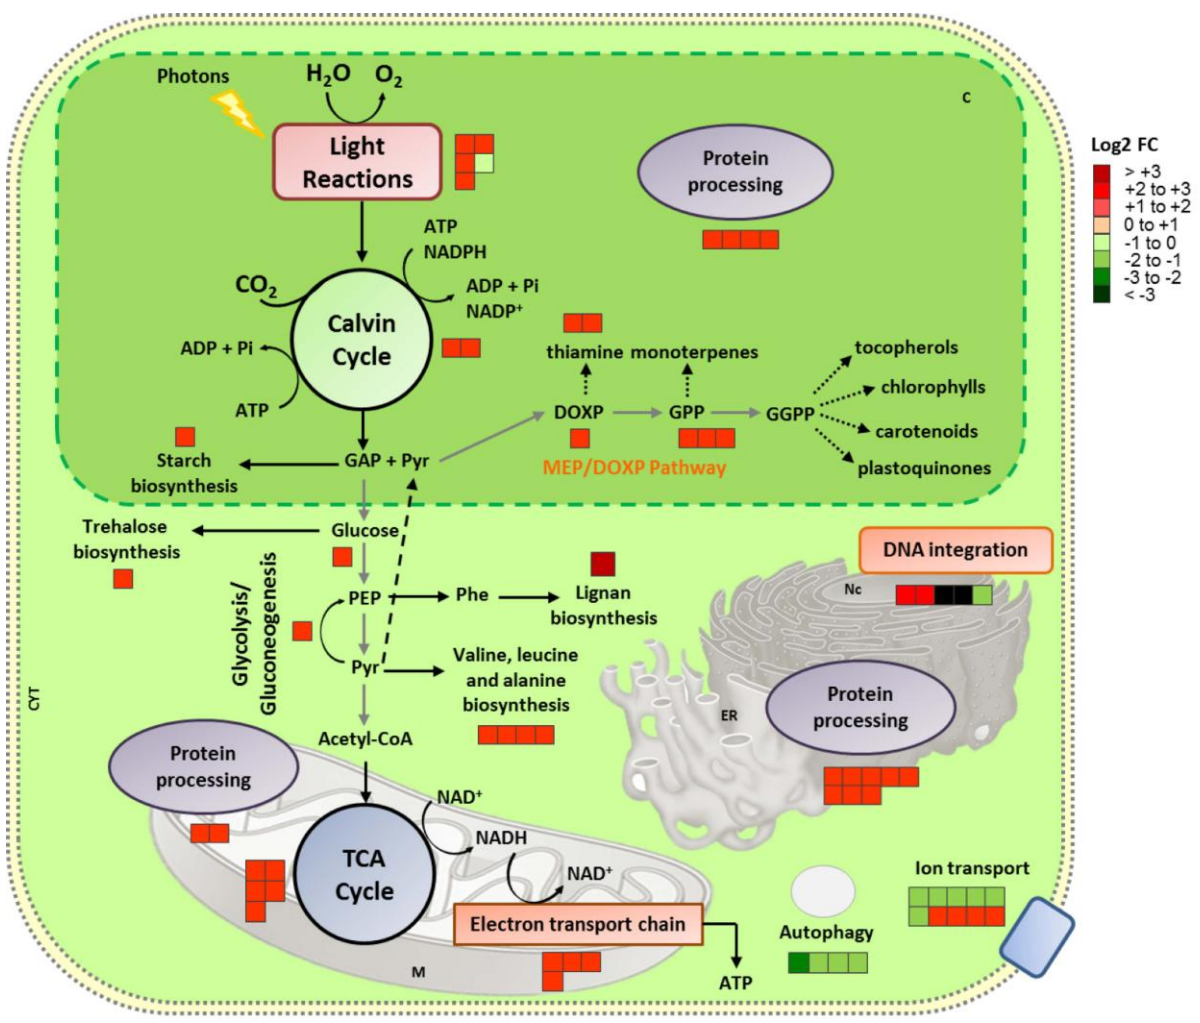 Photons
H₂O
O₂
C
Light
Reactions
Protein
processing
ATP
NADPH
CO₂
ADP + Pi
NADP⁺
Calvin
Cycle
ADP + Pi
ATP
thiamine
monoterpenes
tocopherols
chlorophylls
carotenoids
plastoquinones
DOXP
GPP
GGPP
MEP/DOXP Pathway
GAP + Pyr
Starch
biosynthesis
Trehalose
biosynthesis
Glucose
Glycolysis/
Gluconeogenesis
PEP
Phe
Lignan
biosynthesis
Pyr
Valine, leucine
and alanine
biosynthesis
Acetyl-CoA
DNA integration
Nc
ER
Protein
processing
CYT
Protein
processing
TCA
Cycle
NAD⁺
NADH
NAD⁺
Electron transport chain
M
ATP
Autophagy
Ion transport
Log2 FC
> +3
+2 to +3
+1 to +2
0 to +1
-1 to 0
-2 to -1
-3 to -2
< -3